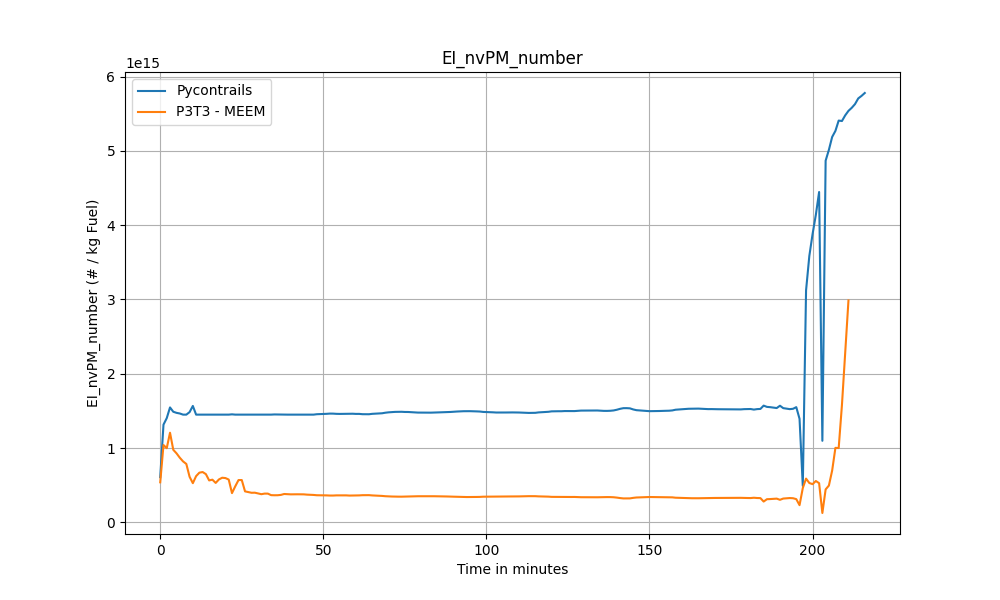 EI_nvPM_number
1e15
Pycontrails
P3T3 - MEEM
6
5
4
3
2
1
0
EI_nvPM_number (# / kg Fuel)
0 50 100 150 200
Time in minutes